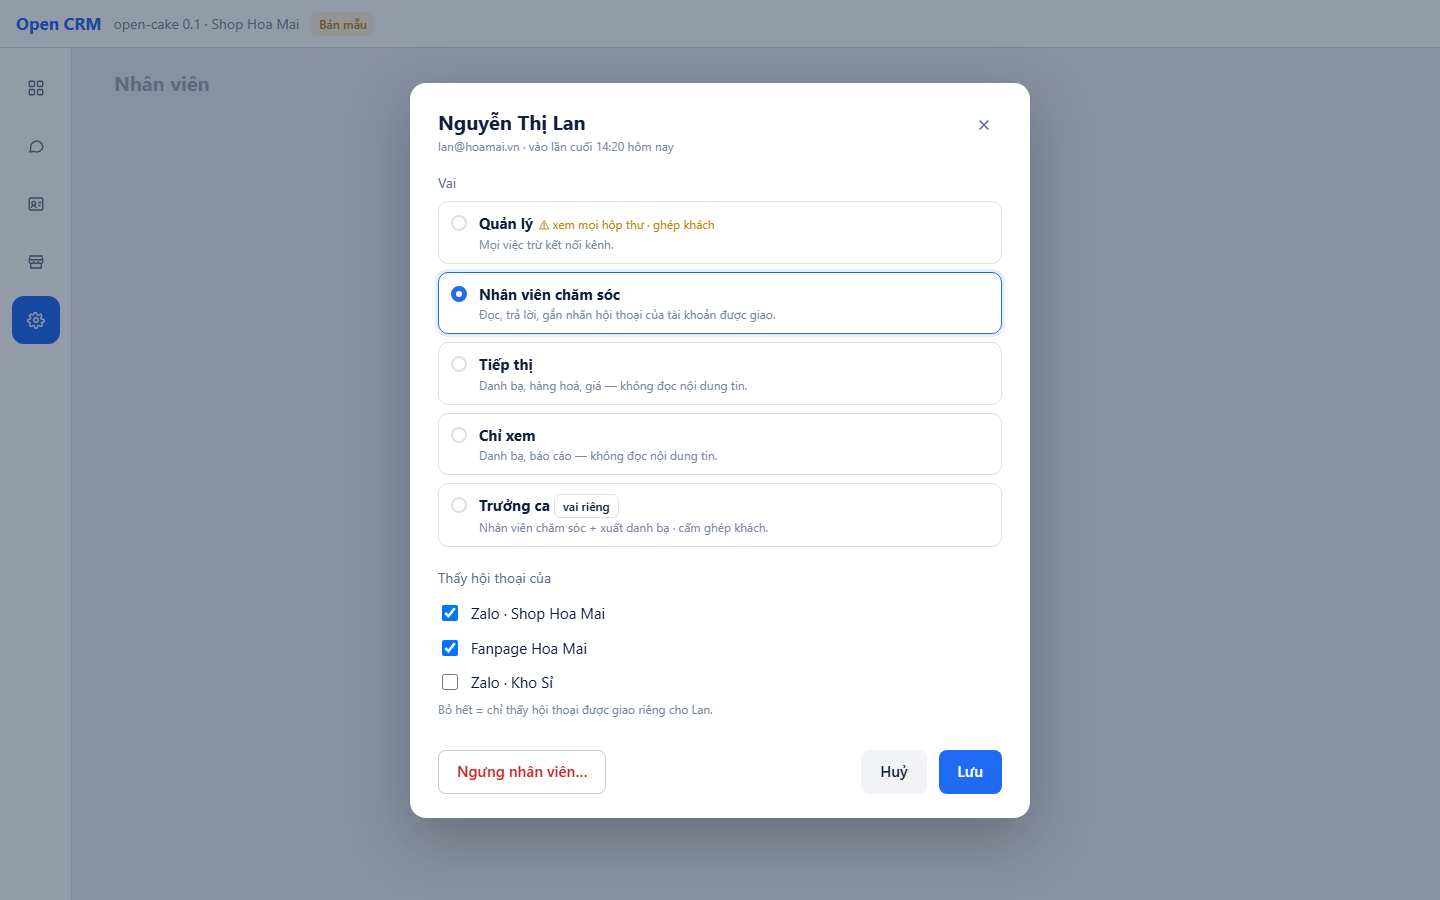 Open CRM open-cake 0.1 · Shop Hoa Mai Bản mẫu
Nhân viên
Nguyễn Thị Lan
lan@hoamai.vn · vào lần cuối 14:20 hôm nay
Vai
Quản lý ⚠ xem mọi hộp thư · ghép khách
Mọi việc trừ kết nối kênh.
Nhân viên chăm sóc
Đọc, trả lời, gắn nhãn hội thoại của tài khoản được giao.
Tiếp thị
Danh bạ, hàng hoá, giá — không đọc nội dung tin.
Chỉ xem
Danh bạ, báo cáo — không đọc nội dung tin.
Trưởng ca vai riêng
Nhân viên chăm sóc + xuất danh bạ · cấm ghép khách.
Thấy hội thoại của
Zalo · Shop Hoa Mai
Fanpage Hoa Mai
Zalo · Kho Sỉ
Bỏ hết = chỉ thấy hội thoại được giao riêng cho Lan.
Ngưng nhân viên... Huỷ Lưu